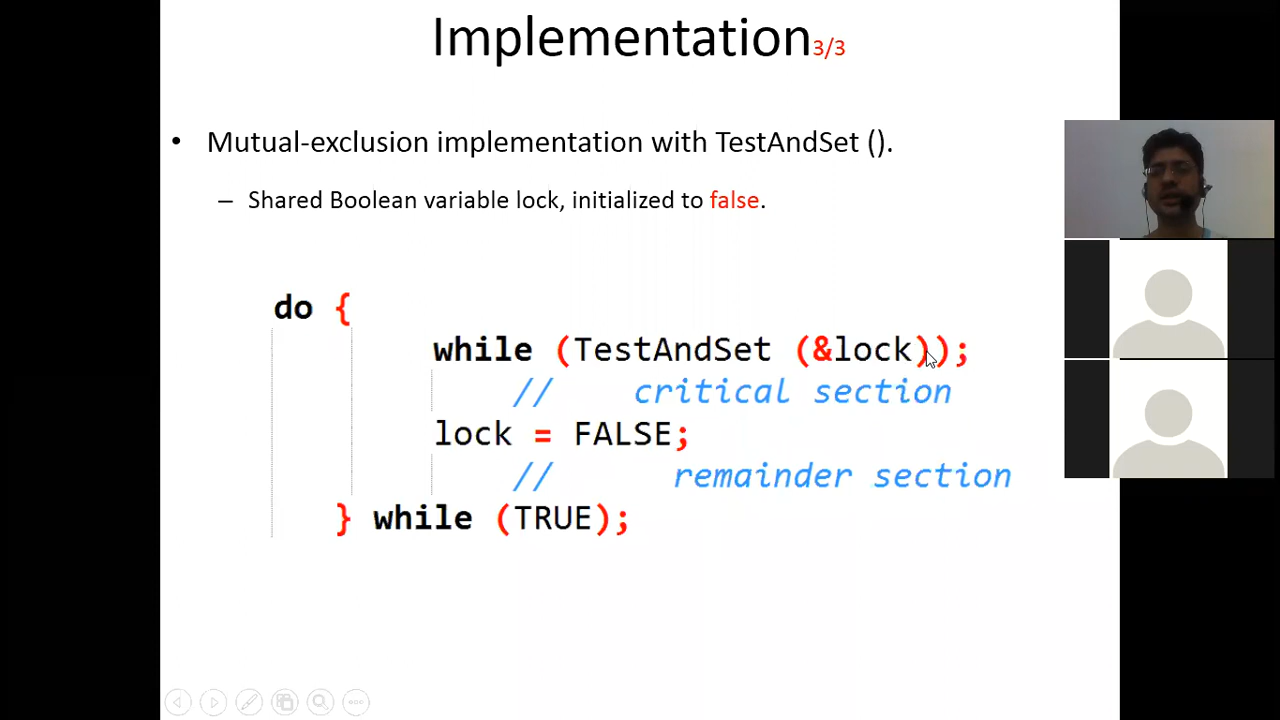 Implementation3/3
• Mutual-exclusion implementation with TestAndSet ().
– Shared Boolean variable lock, initialized to false.
do {
while (TestAndSet (&lock));
// critical section
lock = FALSE;
// remainder section
} while (TRUE);